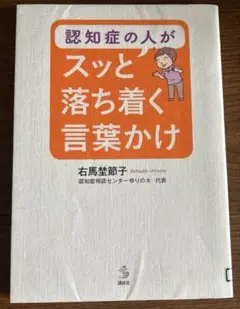 認知症の人が
スッと
落ち着く
言葉かけ
右馬埜節子
認知症相談センターゆりの木 代表
講談社